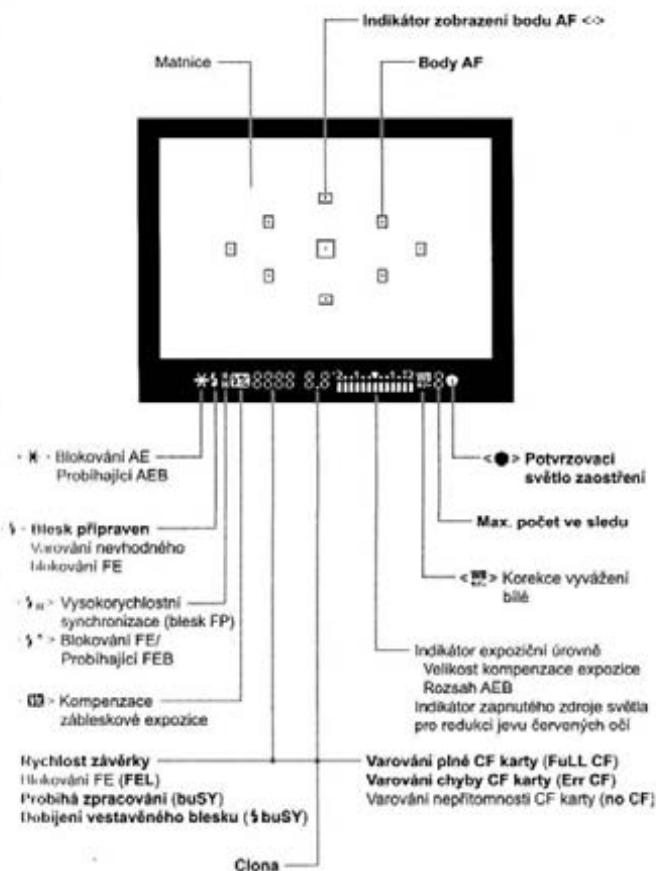 Indikátor zobrazení bodu AF <·>
Matnice
Body AF
· ✱ · Blokování AE
Probíhající AEB
<●> Potvrzovací
světlo zaostření
Blesk připraven
Varování nevhodného
blokování FE
Max. počet ve sledu
> Vysokorychlostní
synchronizace (blesk FP)
> Blokování FE/
Probíhající FEB
> Korekce vyvážení
bílé
> Kompenzace
zábleskové expozice
Indikátor expoziční úrovně
Velikost kompenzace expozice
Rozsah AEB
Indikátor zapnutého zdroje světla
pro redukci jevu červených očí
Rychlost závěrky
Blokování FE (FEL)
Probíhá zpracování (buSY)
Dobíjení vestavěného blesku (⚡buSY)
Varování plné CF karty (FuLL CF)
Varování chyby CF karty (Err CF)
Varování nepřítomnosti CF karty (no CF)
Clona